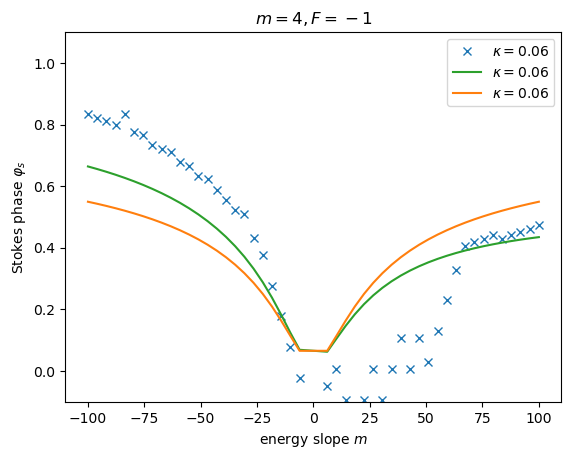 m = 4, F = −1
κ = 0.06
κ = 0.06
κ = 0.06
Stokes phase φₛ
1.0
0.8
0.6
0.4
0.2
0.0
−100 −75 −50 −25 0 25 50 75 100
energy slope m